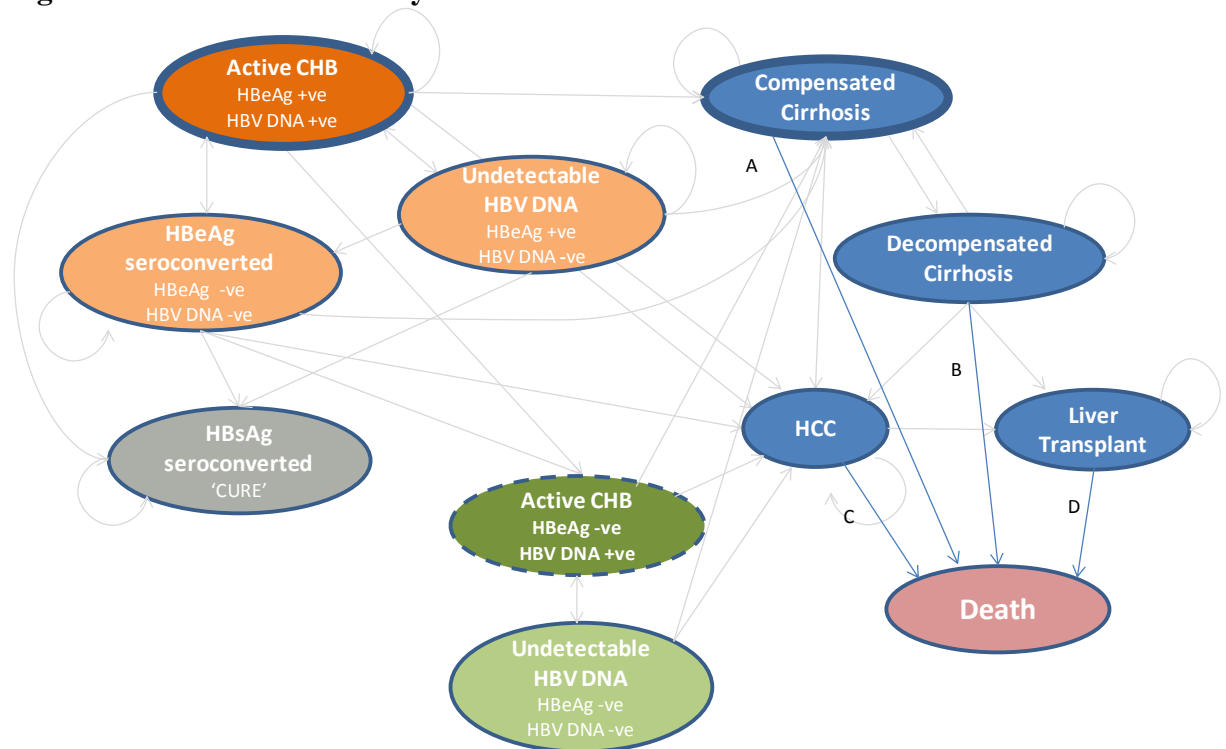 Active CHB
HBeAg +ve
HBV DNA +ve
Compensated
Cirrhosis
A
Undetectable
HBV DNA
HBeAg +ve
HBV DNA -ve
HBeAg
seroconverted
HBeAg -ve
HBV DNA -ve
Decompensated
Cirrhosis
B
HBsAg
seroconverted
‘CURE’
HCC
Liver
Transplant
Active CHB
HBeAg -ve
HBV DNA +ve
C
D
Death
Undetectable
HBV DNA
HBeAg -ve
HBV DNA -ve